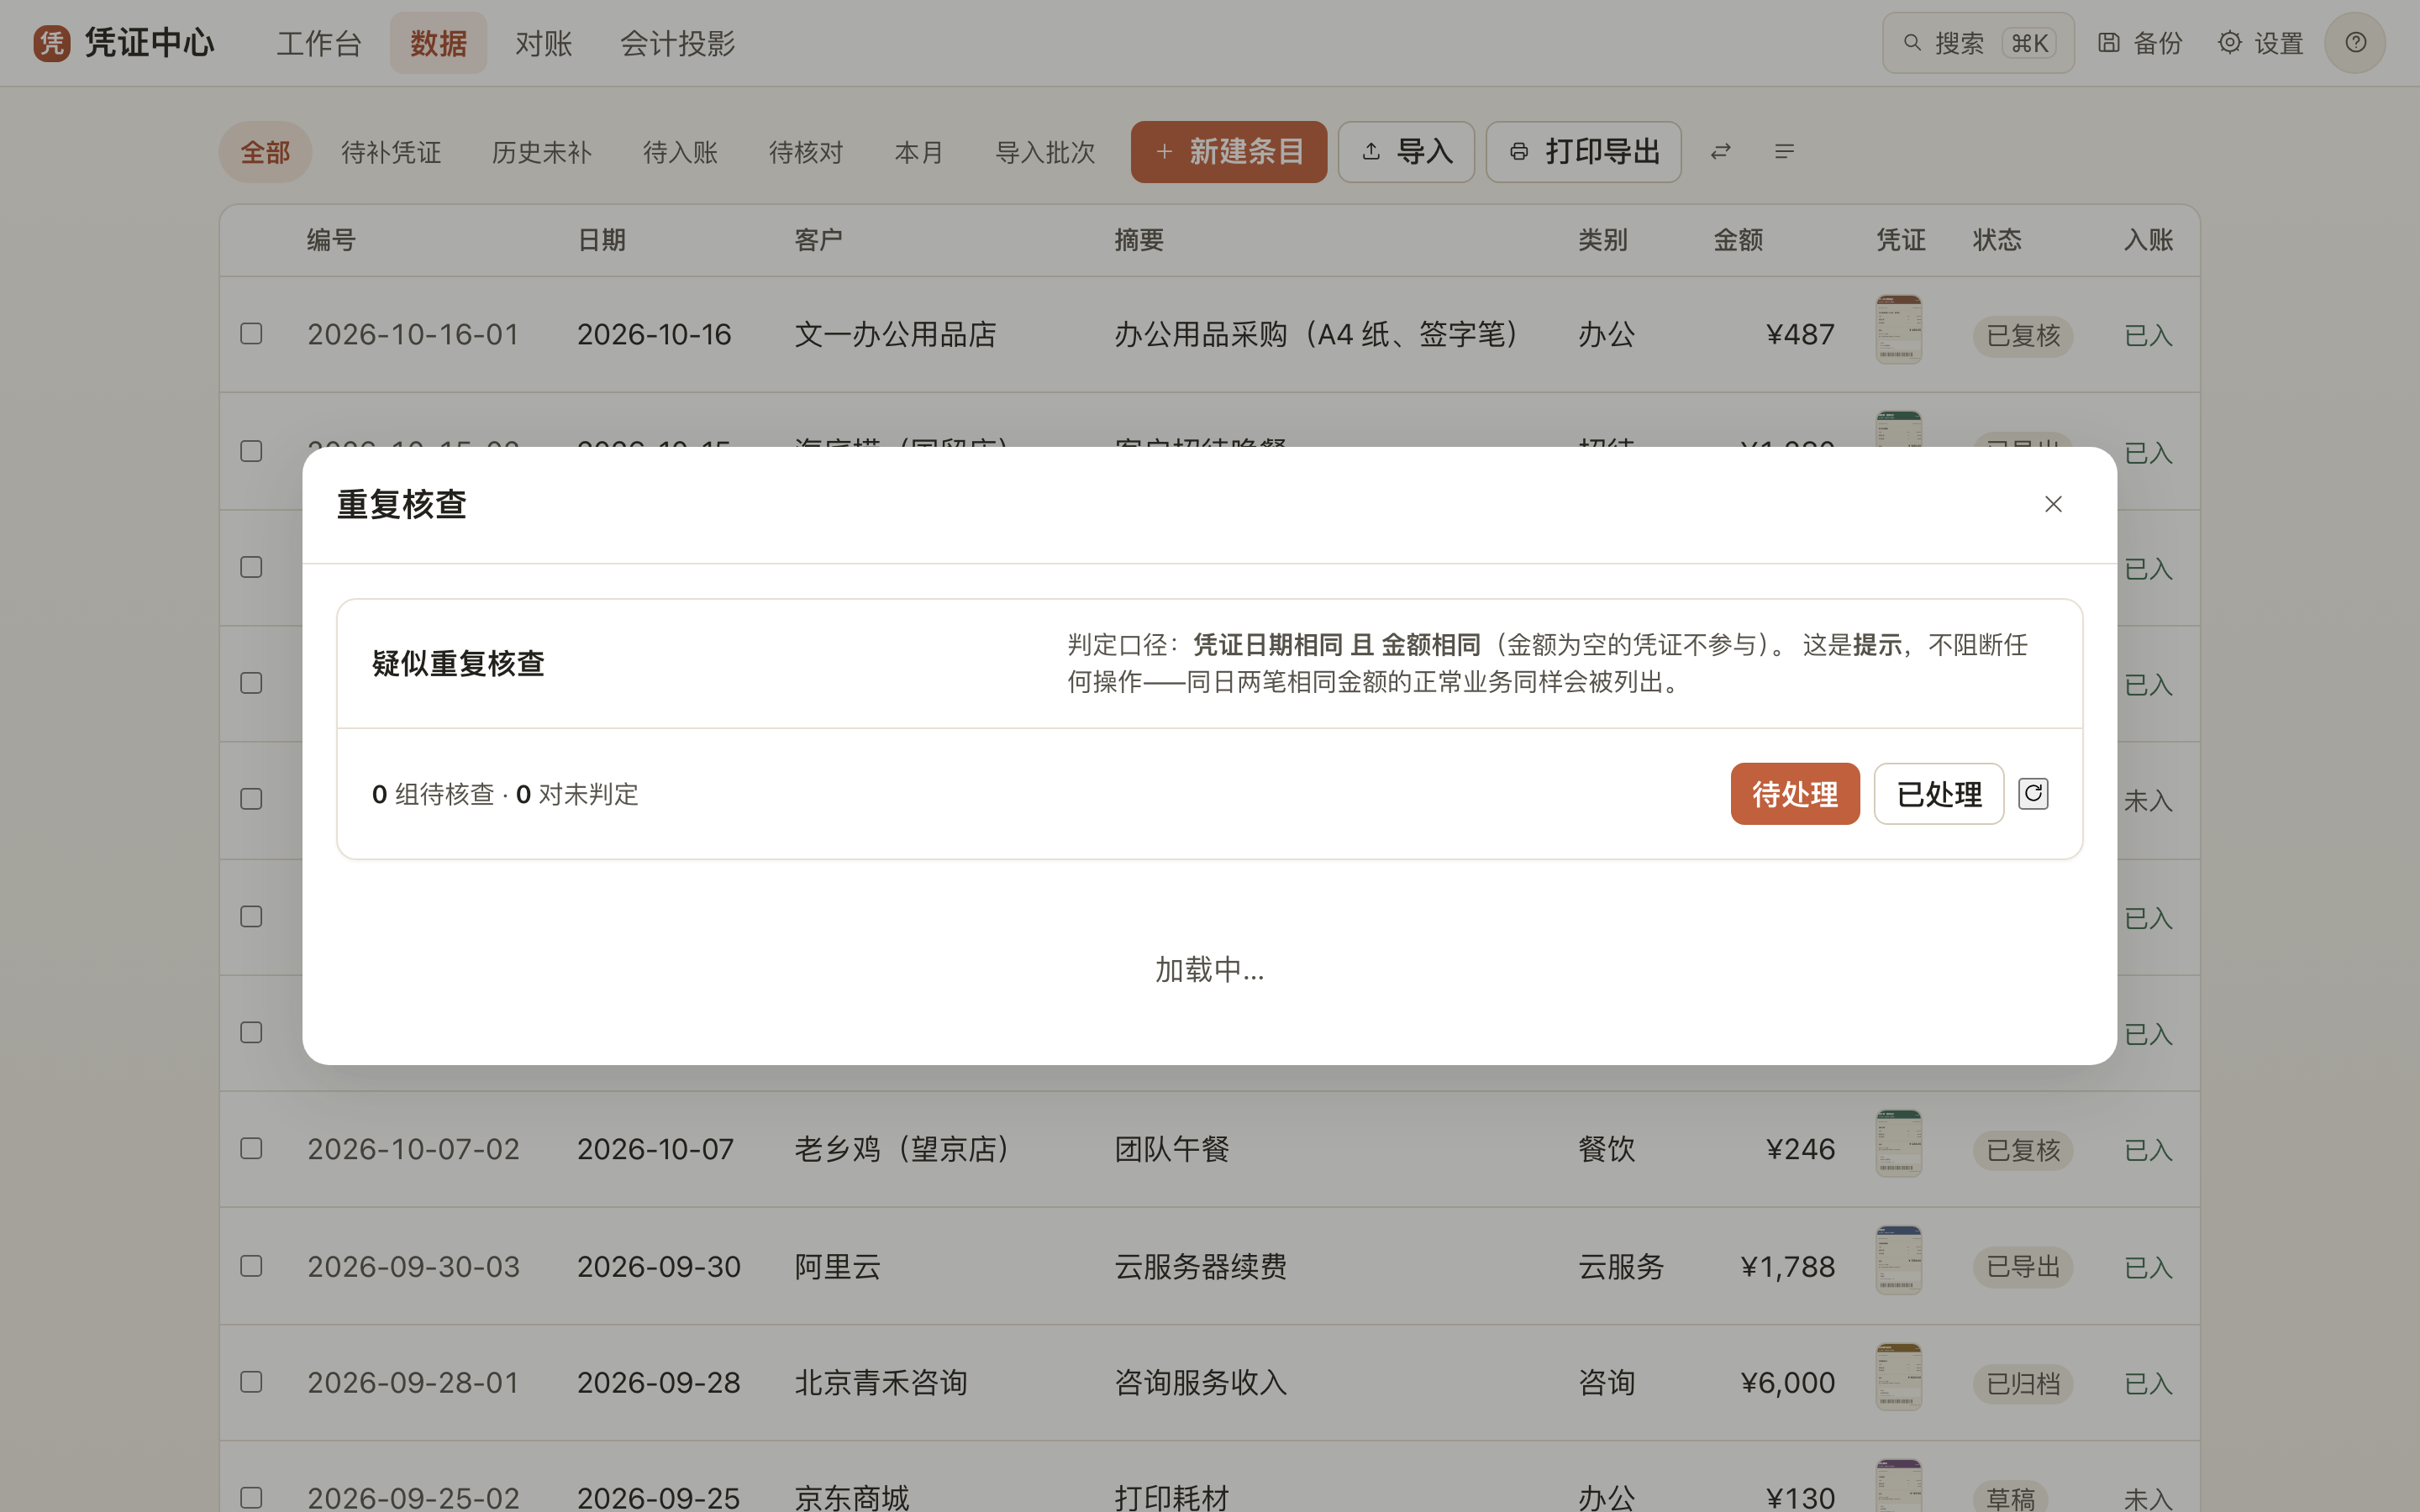 凭 凭证中心 工作台 数据 对账 会计投影 搜索 ⌘K 备份 设置
全部 待补凭证 历史未补 待入账 待核对 本月 导入批次 新建条目 导入 打印导出
编号 日期 客户 摘要 类别 金额 凭证 状态 入账
2026-10-16-01 2026-10-16 文一办公用品店 办公用品采购（A4 纸、签字笔） 办公 ¥487 已复核 已入
已入
重复核查
已入
疑似重复核查
判定口径：凭证日期相同 且 金额相同（金额为空的凭证不参与）。 这是提示，不阻断任
何操作——同日两笔相同金额的正常业务同样会被列出。
已入
0 组待核查 · 0 对未判定 待处理 已处理
未入
已入
加载中...
已入
2026-10-07-02 2026-10-07 老乡鸡（望京店） 团队午餐 餐饮 ¥246 已复核 已入
2026-09-30-03 2026-09-30 阿里云 云服务器续费 云服务 ¥1,788 已导出 已入
2026-09-28-01 2026-09-28 北京青禾咨询 咨询服务收入 咨询 ¥6,000 已归档 已入
2026-09-25-02 2026-09-25 京东商城 打印耗材 办公 ¥130 草稿 未入